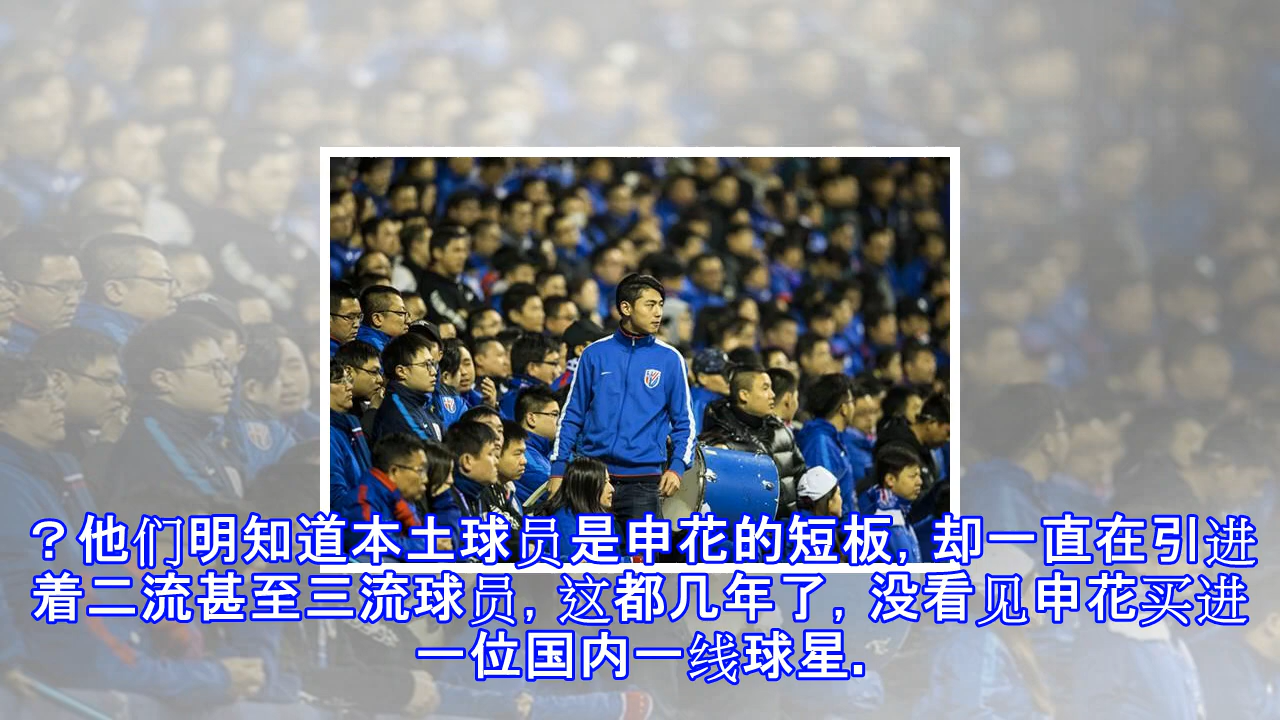 ?他们明知道本土球员是申花的短板,却一直在引进
着二流甚至三流球员,这都几年了,没看见申花买进
一位国内一线球星.